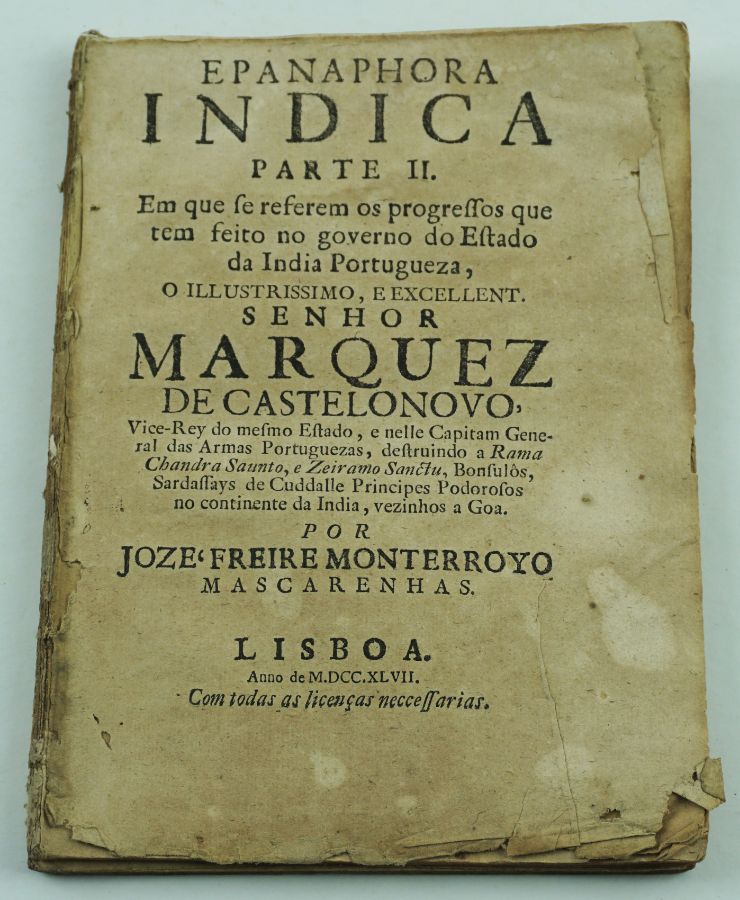 EPANAPHORA
INDICA
PARTE II.
Em que ſe referem os progreſſos que
tem feito no governo do Eſtado
da India Portugueza,
O ILLUSTRISSIMO, E EXCELLENT.
SENHOR
MARQUEZ
DE CASTELONOVO,
Vice-Rey do meſmo Eſtado, e nelle Capitam Gene-
ral das Armas Portuguezas, deſtruindo a Rama
Chandra Saunto, e Zeiramo Sanctu, Bonſulôs,
Sardaſſays de Cuddalle Principes Podoroſos
no continente da India, vezinhos a Goa.
POR
JOZE‘ FREIRE MONTERROYO
MASCARENHAS.
LISBOA.
Anno de M.DCC.XLVII.
Com todas as licenças necceſſarias.